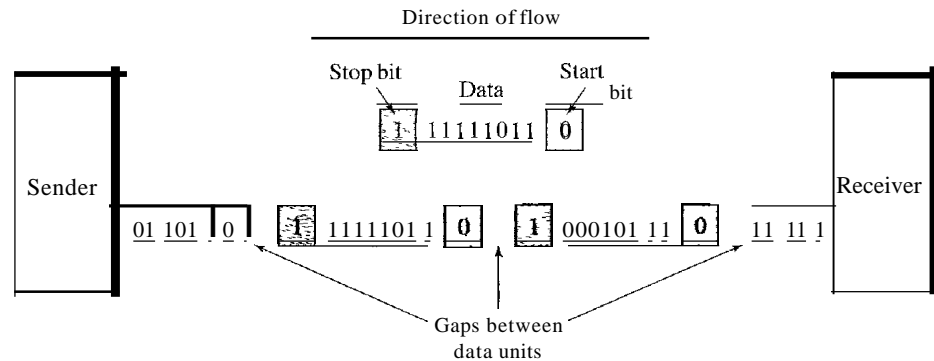 Direction of flow
Stop bit
Data
Start
bit
1 11111011 0
Sender
Receiver
01 101 0 1 1111101 1 0 1 000101 11 0 11 11 1
Gaps between
data units